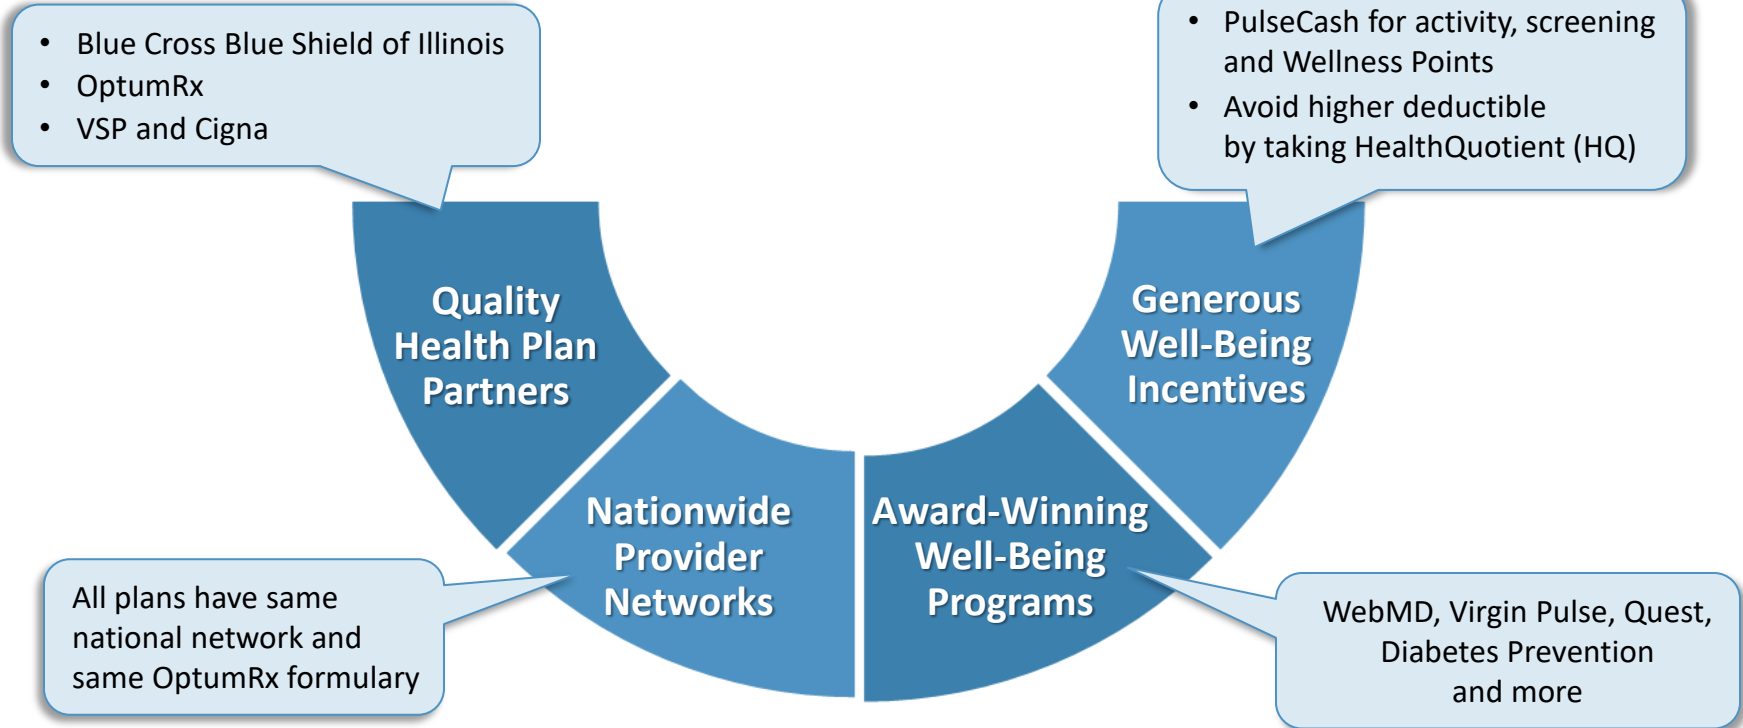 • Blue Cross Blue Shield of Illinois
• OptumRx
• VSP and Cigna
• PulseCash for activity, screening
and Wellness Points
• Avoid higher deductible
by taking HealthQuotient (HQ)
Quality
Health Plan
Partners
Generous
Well-Being
Incentives
Nationwide
Provider
Networks
Award-Winning
Well-Being
Programs
All plans have same
national network and
same OptumRx formulary
WebMD, Virgin Pulse, Quest,
Diabetes Prevention
and more